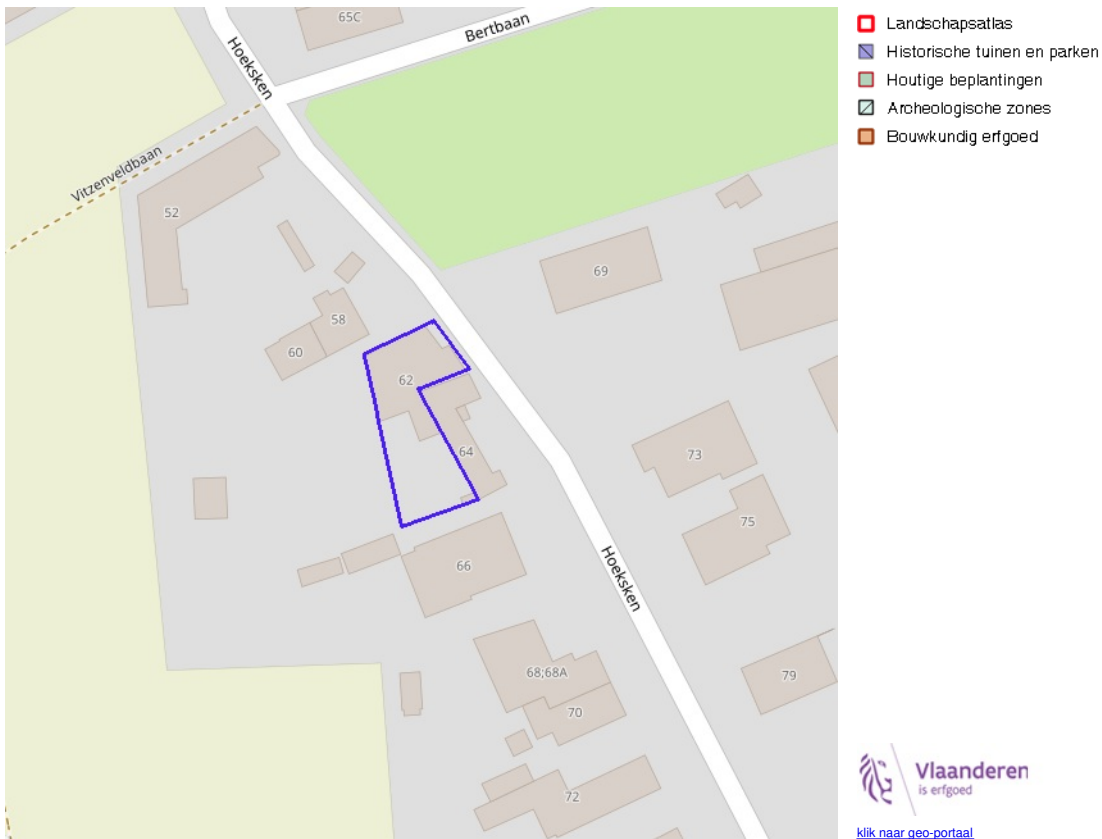 65C
Bertbaan
Hoeksken
Vitzenveldbaan
52
69
58
60
62
64
73
75
66
Hoeksken
68;68A
70
79
72
Landschapsatlas
Historische tuinen en parken
Houtige beplantingen
Archeologische zones
Bouwkundig erfgoed
Vlaanderen
is erfgoed
klik naar geo-portaal